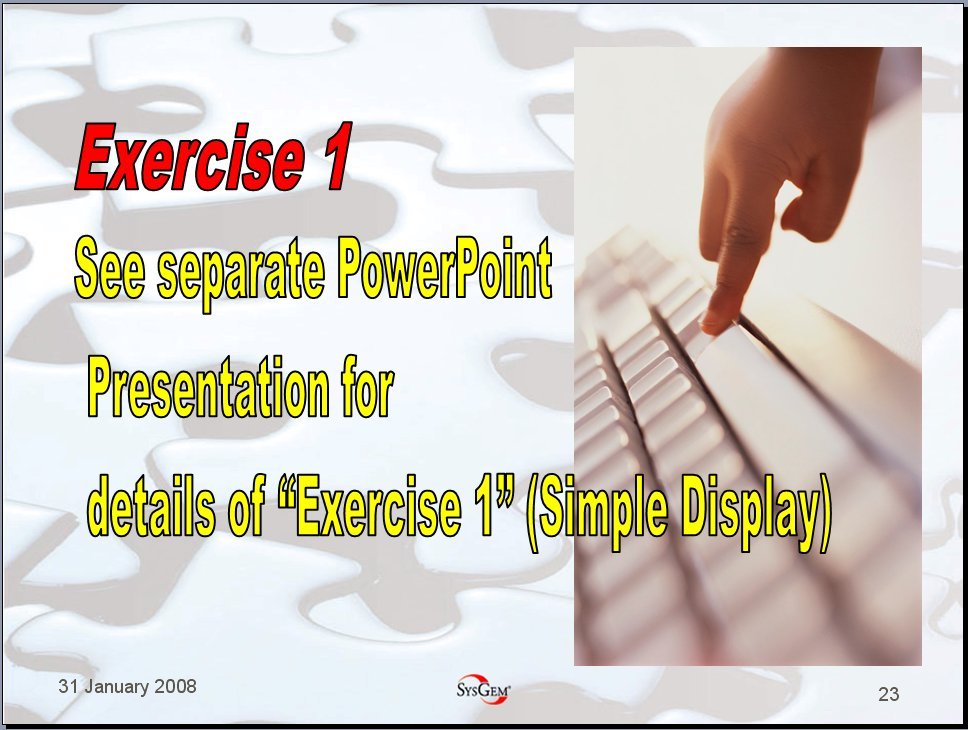 Exercise 1
See separate PowerPoint
Presentation for
details of “Exercise 1” (Simple Display)
31 January 2008
SYSGEM
23